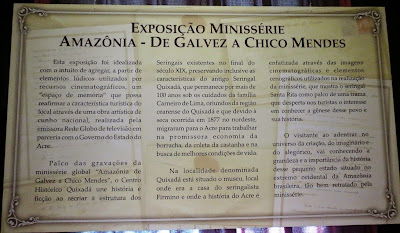 EXPOSIÇÃO MINISSÉRIE
AMAZÔNIA - DE GALVEZ A CHICO MENDES
Esta exposição foi idealizada
com o intuito de agregar, a partir de
elementos lúdicos utilizados por
recursos cinematográficos, um
"espaço de memória" que possa
reafirmar a característica turística do
local através de uma obra artística de
cunho nacional, realizada pela
emissora Rede Globo de televisão em
parceria com o Governo do Estado do
Acre.
Palco das gravações da
minissérie global "Amazônia de
Galvez a Chico Mendes", o Centro
Histórico Quixadá une história e
ficção ao recriar a estrutura dos
Seringais existentes no final do
século XIX, preservando inclusive as
características do antigo Seringal
Quixadá, que permanece por mais de
100 anos sob os cuidados da família
Carneiro de Lima, oriundos da região
cearense do Quixadá e que devido à
seca ocorrida em 1877 no nordeste,
migraram para o Acre para trabalhar
na promissora economia da
borracha, da coleta da castanha e na
busca de melhores condições de vida.
Na localidade denominada
Quixadá está situado o museu, local
onde era a casa do seringalista
Firmino e onde a história do Acre é
enfatizada através das imagens
cinematográficas e elementos
cenográficos utilizados na realização
da minissérie, que mostra o seringal
Santa Rita como palco de uma trama,
que desperta nos turistas o interesse
em conhecer a gênese desse povo e
sua história.
O visitante ao adentrar no
universo da criação, do imaginário e
do alegórico, vai conhecendo a
grandeza e a importância da história
desse pequeno estado situado no
extremo ocidental da Amazônia
brasileira, tão bem retratado pela
minissérie.